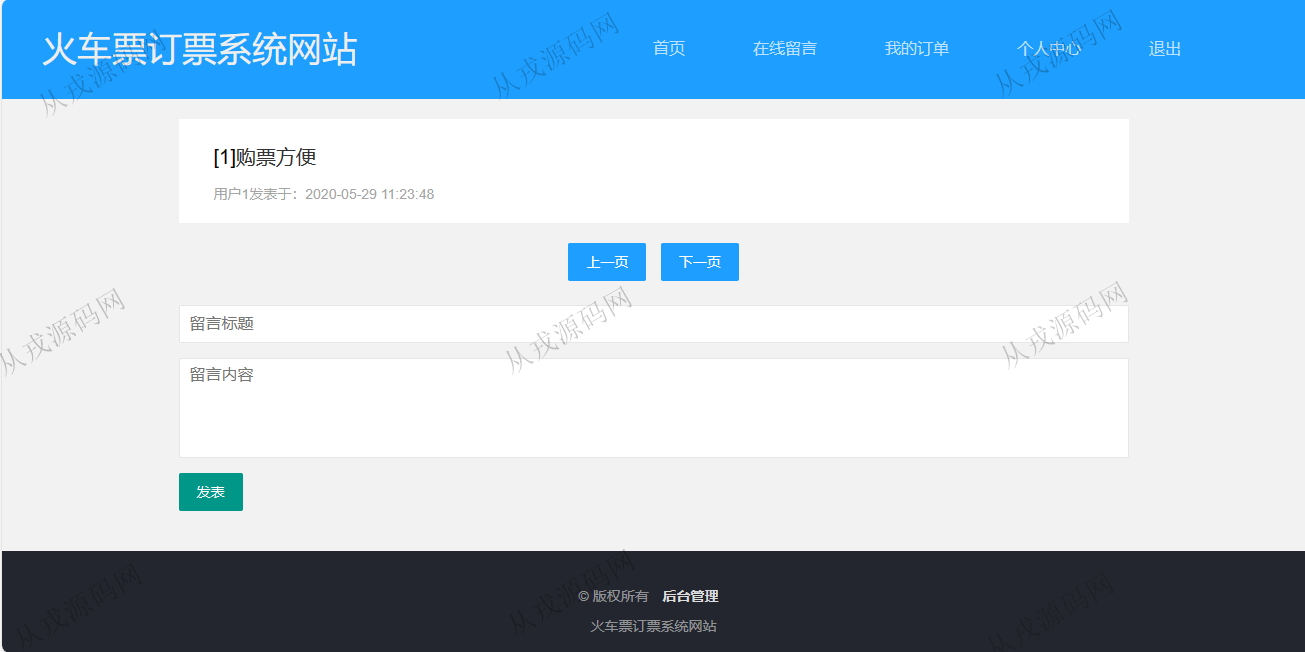 火车票订票系统网站
首页 在线留言 我的订单 个人中心 退出
[1]购票方便
用户1发表于：2020-05-29 11:23:48
上一页 下一页
留言标题
留言内容
发表
© 版权所有 后台管理
火车票订票系统网站
从戎源码网
从戎源码网
从戎源码网
从戎源码网
从戎源码网
从戎源码网
从戎源码网
从戎源码网
从戎源码网